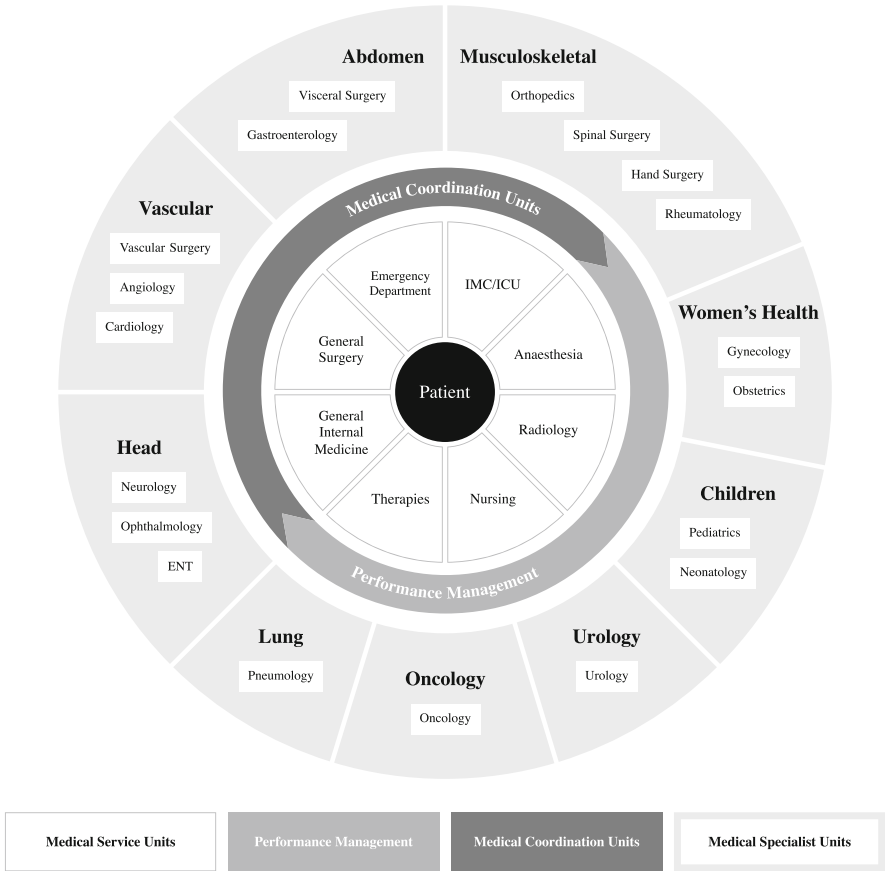 Abdomen
Visceral Surgery
Gastroenterology
Musculoskeletal
Orthopedics
Spinal Surgery
Hand Surgery
Rheumatology
Vascular
Vascular Surgery
Angiology
Cardiology
Women’s Health
Gynecology
Obstetrics
Head
Neurology
Ophthalmology
ENT
Children
Pediatrics
Neonatology
Lung
Pneumology
Oncology
Oncology
Urology
Urology
Medical Coordination Units
Performance Management
Emergency
Department
IMC/ICU
General
Surgery
Anaesthesia
Patient
General
Internal
Medicine
Radiology
Therapies
Nursing
Medical Service Units
Performance Management
Medical Coordination Units
Medical Specialist Units